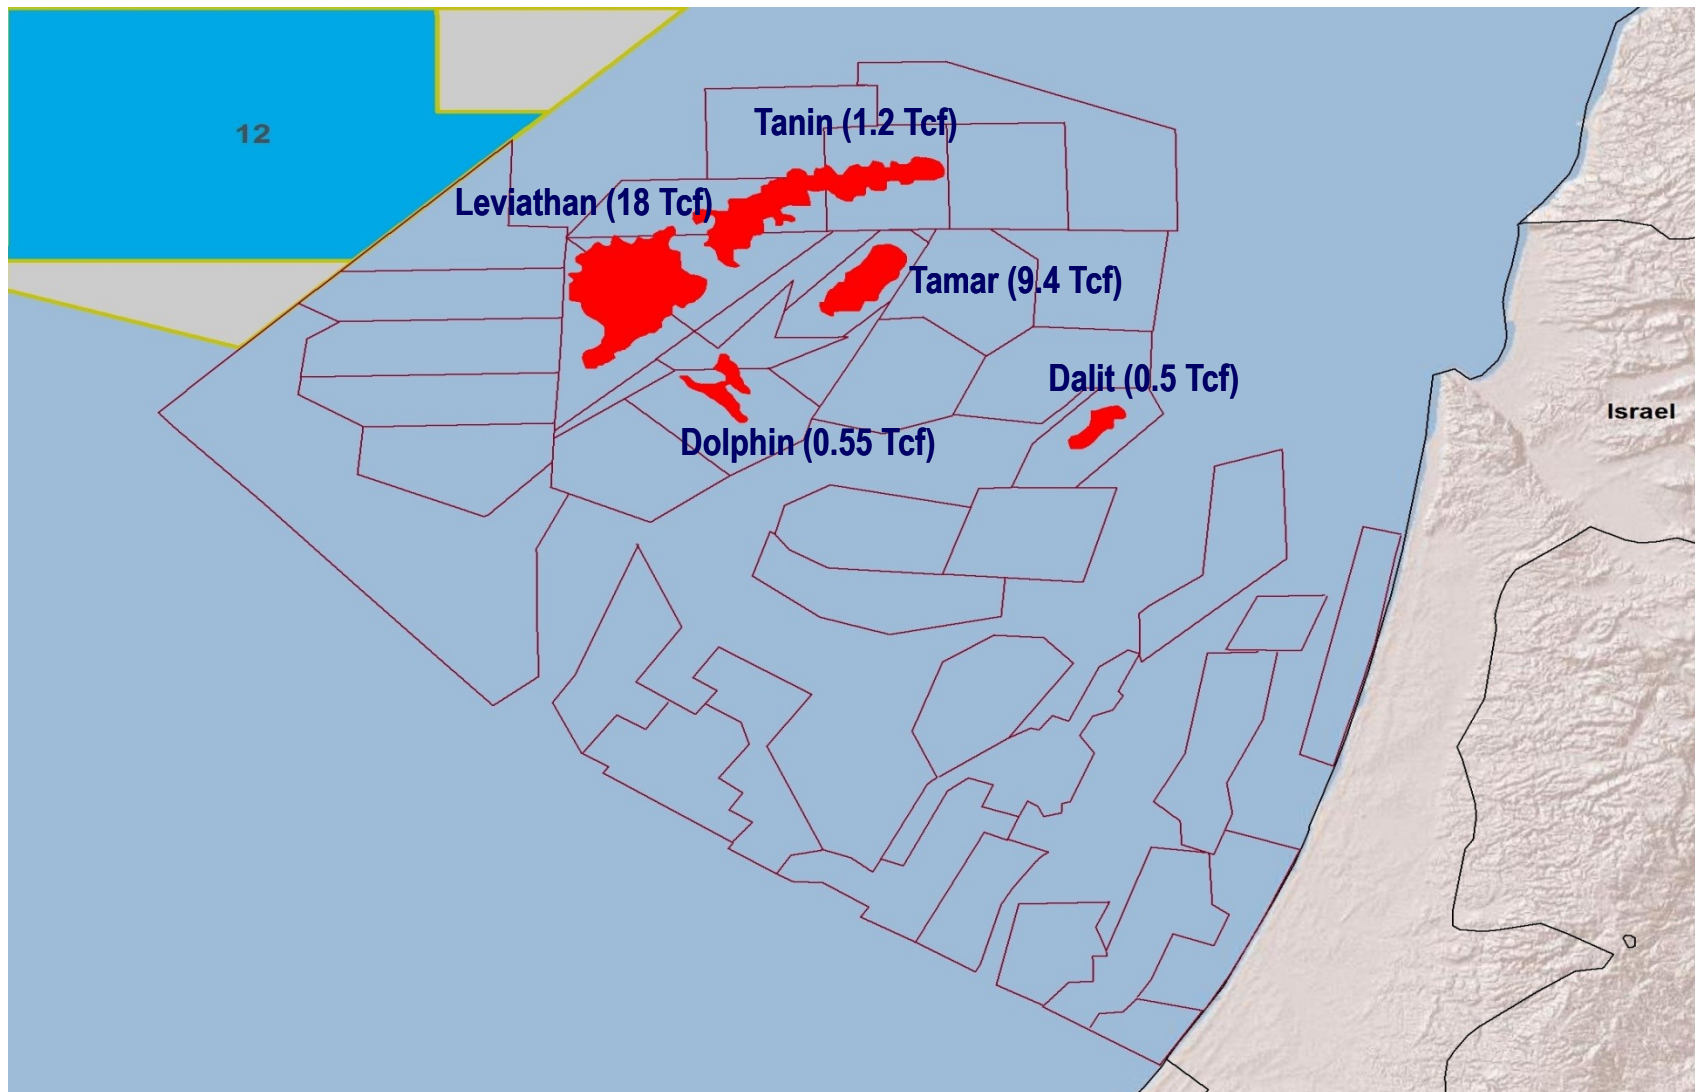 Tanin (1.2 Tcf)
12
Leviathan (18 Tcf)
Tamar (9.4 Tcf)
Dalit (0.5 Tcf)
Israel
Dolphin (0.55 Tcf)